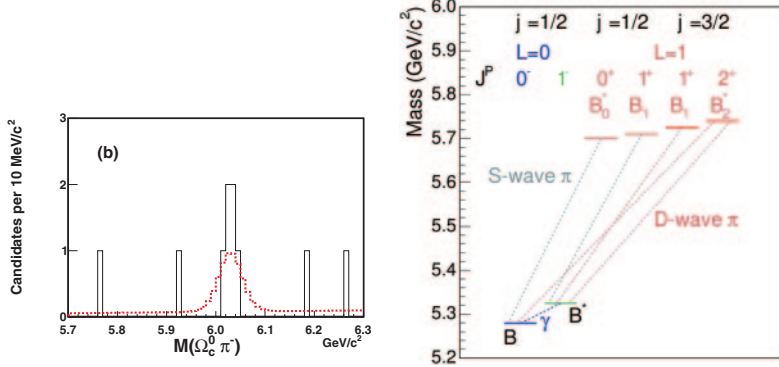 Candidates per 10 MeV/c²
3
2
1
0
(b)
5.7 5.8 5.9 6.0 6.1 6.2 6.3
M(Ω⁰c π⁻) GeV/c²
Mass (GeV/c²)
6.0
5.9
5.8
5.7
5.6
5.5
5.4
5.3
5.2
j=1/2 j=1/2 j=3/2
L=0 L=1
Jᴾ 0⁻ 1⁻ 0⁺ 1⁺ 1⁺ 2⁺
B*₀ B₁ B₁ B*₂
S-wave π
D-wave π
B γ B*